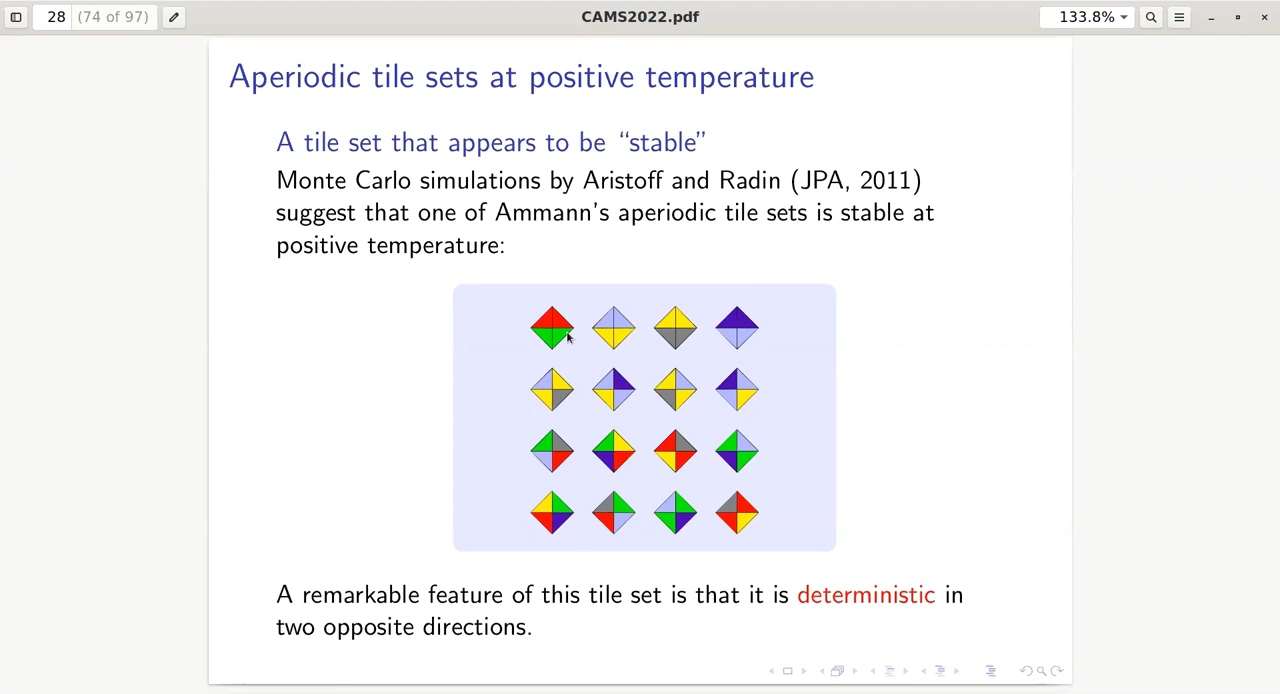 28 (74 of 97) CAMS2022.pdf 133.8%
Aperiodic tile sets at positive temperature
A tile set that appears to be “stable”
Monte Carlo simulations by Aristoff and Radin (JPA, 2011)
suggest that one of Ammann’s aperiodic tile sets is stable at
positive temperature:
A remarkable feature of this tile set is that it is deterministic in
two opposite directions.